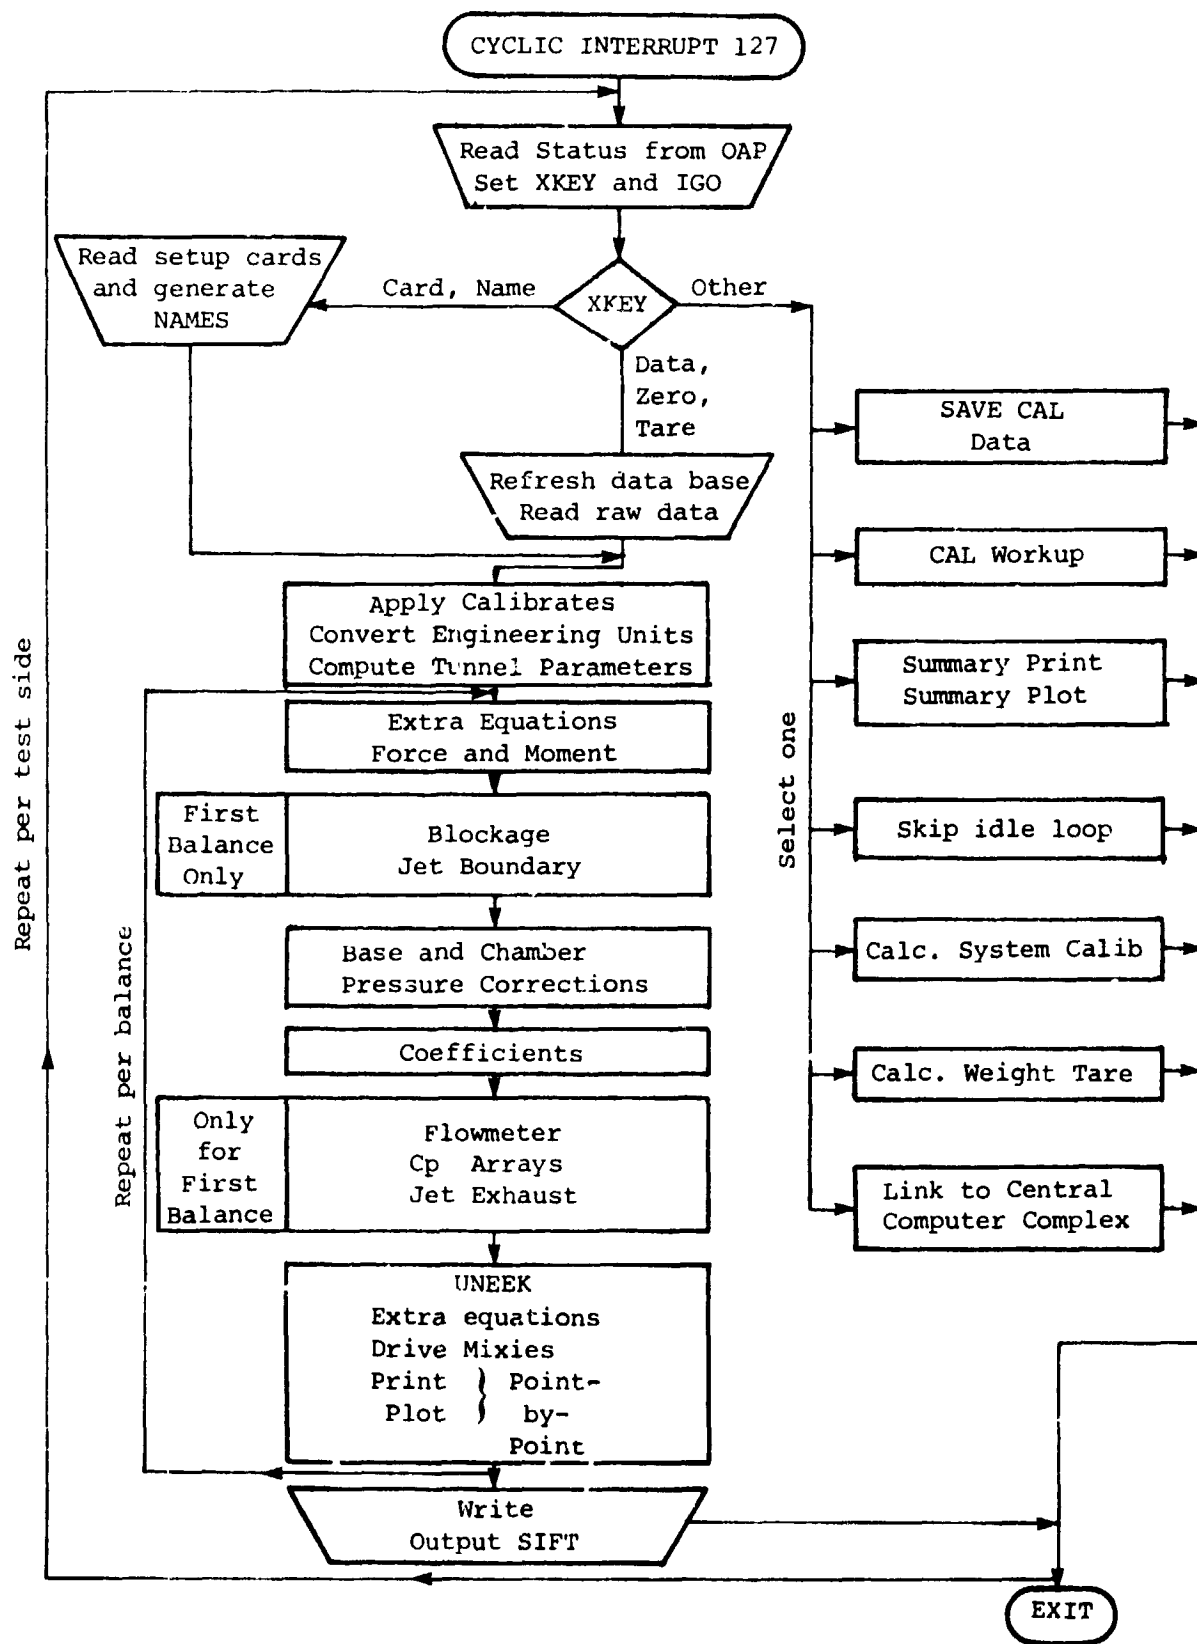 CYCLIC INTERRUPT 127
Read Status from OAP
Set XKEY and IGO
Read setup cards
and generate
NAMES
Card, Name
XKEY
Other
Data,
Zero,
Tare
Refresh data base
Read raw data
Apply Calibrates
Convert Engineering Units
Compute Tunnel Parameters
Extra Equations
Force and Moment
First
Balance
Only
Blockage
Jet Boundary
Base and Chamber
Pressure Corrections
Coefficients
Only
for
First
Balance
Flowmeter
Cp Arrays
Jet Exhaust
UNEEK
Extra equations
Drive Mixies
Print } Point-
Plot } by-
Point
Write
Output SIFT
Repeat per test side
Repeat per balance
Select one
SAVE CAL
Data
CAL Workup
Summary Print
Summary Plot
Skip idle loop
Calc. System Calib
Calc. Weight Tare
Link to Central
Computer Complex
EXIT